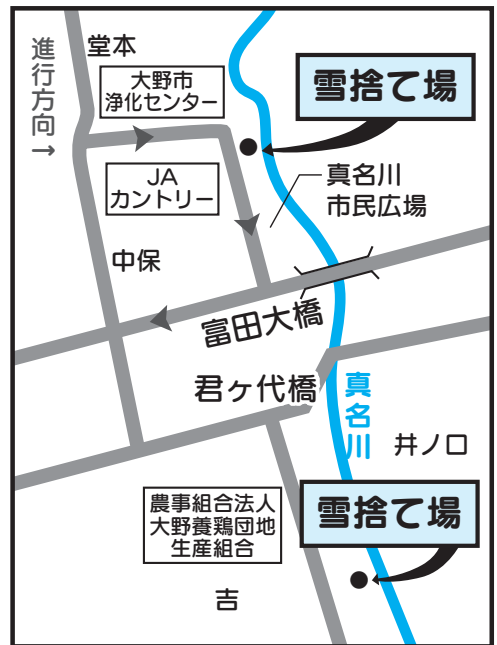 進行方向→
堂本
大野市
浄化センター
雪捨て場
JA
カントリー
真名川
市民広場
中保
富田大橋
君ヶ代橋
真名川
井ノ口
農事組合法人
大野養鶏団地
生産組合
雪捨て場
吉